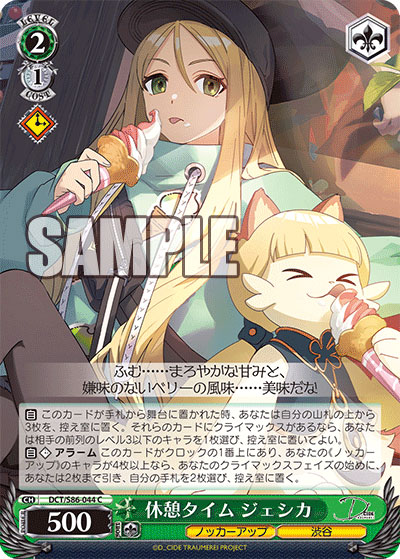 LEVEL
2
1
COST
SAMPLE
ふむ……まろやかな甘みと、
嫌味のないベリーの風味……美味だな!
自 このカードが手札から舞台に置かれた時、あなたは自分の山札の上から
3枚を、控え室に置く。それらのカードにクライマックスがあるなら、あなた
は相手の前列のレベル3以下のキャラを1枚選び、控え室に置いてよい。
自 アラーム このカードがクロックの1番上にあり、あなたの《ノッカー
アップ》のキャラが4枚以上なら、あなたのクライマックスフェイズの始めに、
あなたは2枚まで引き、自分の手札を2枚選び、控え室に置く。
CH DCT/S86-044 C
500
休憩タイム ジェシカ
ノッカーアップ
渋谷
©D_CIDE TRAUMEREI PROJECT